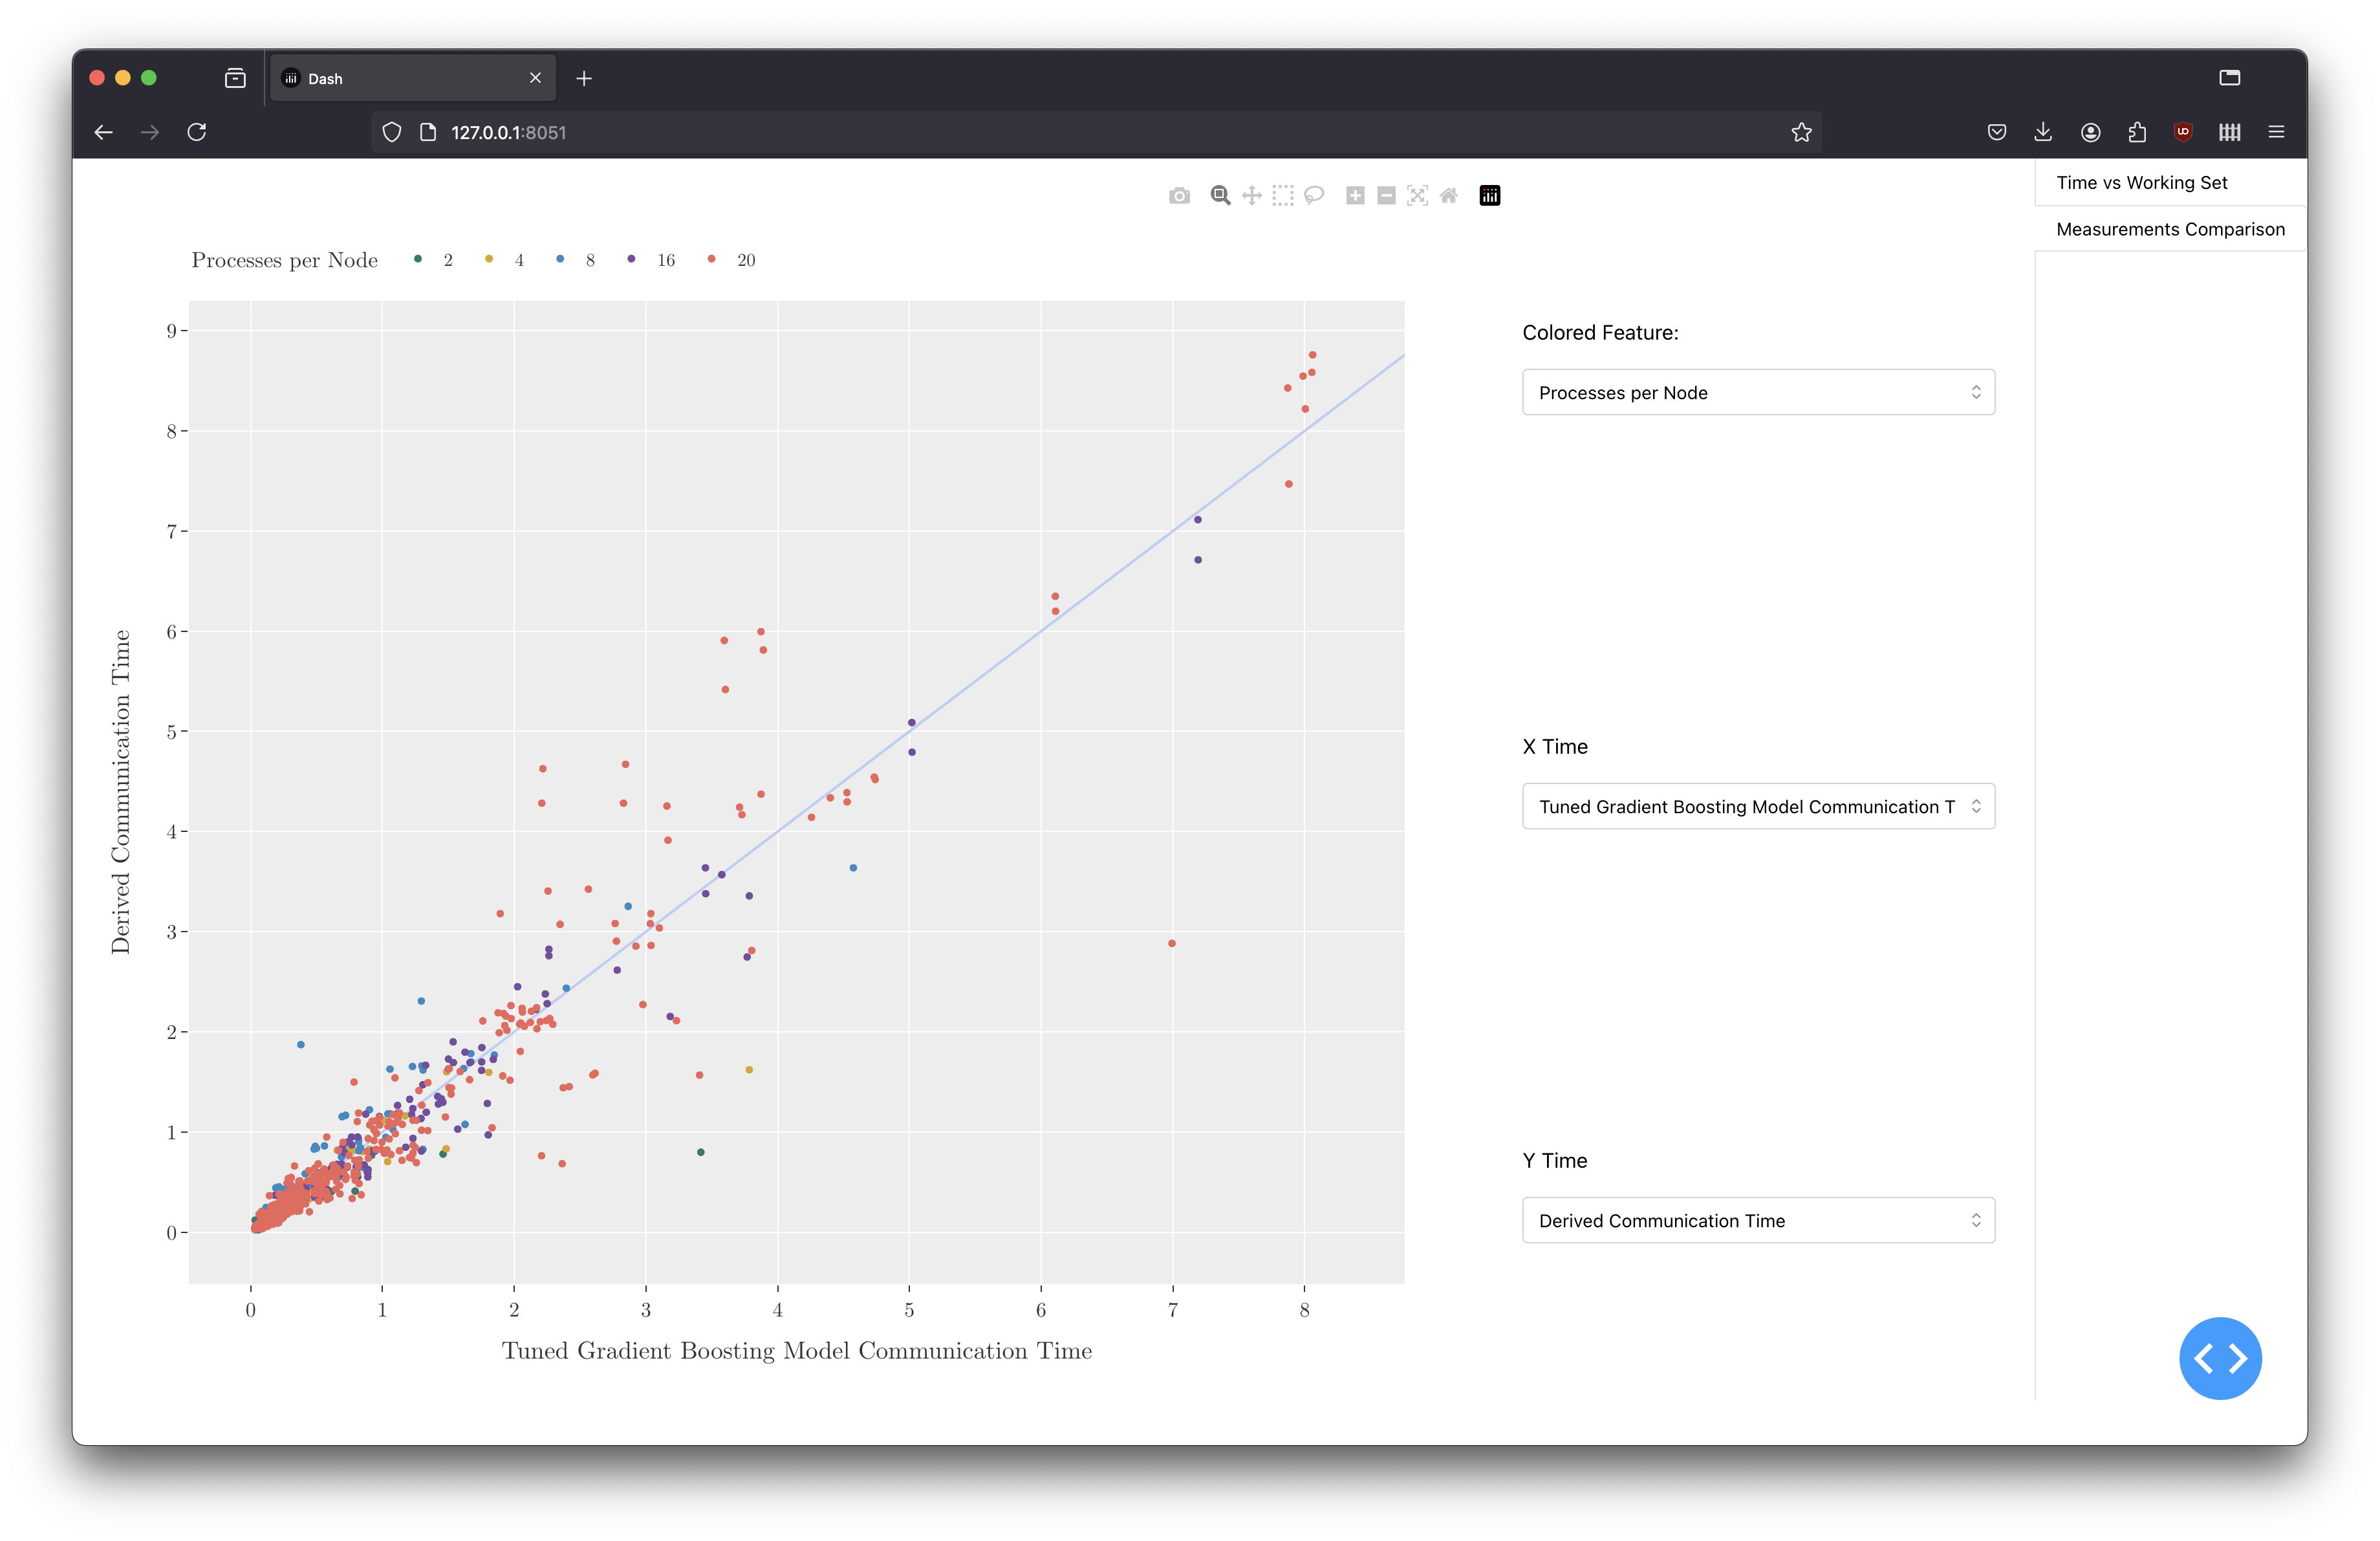 Dash
127.0.0.1:8051
Time vs Working Set
Measurements Comparison
Processes per Node 2 4 8 16 20
9
8
7
6
5
4
3
2
1
0
Derived Communication Time
0 1 2 3 4 5 6 7 8
Tuned Gradient Boosting Model Communication Time
Colored Feature:
Processes per Node
X Time
Tuned Gradient Boosting Model Communication T
Y Time
Derived Communication Time